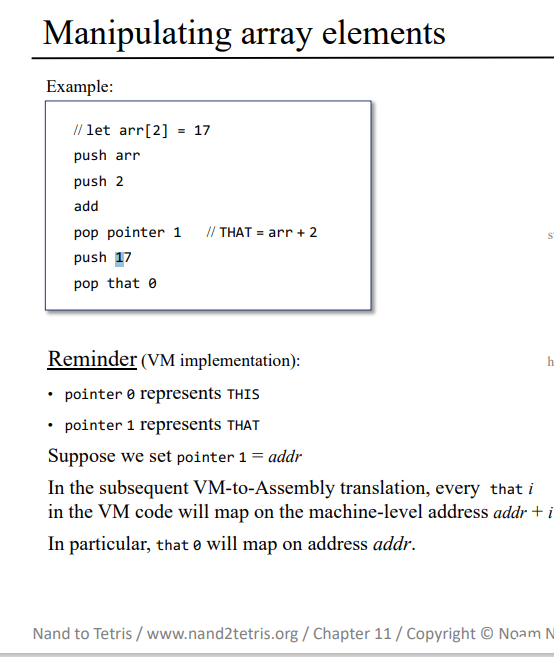 Manipulating array elements
Example:
// let arr[2] = 17
push arr
push 2
add
pop pointer 1 // THAT = arr + 2
push 17
pop that 0
Reminder (VM implementation):
• pointer 0 represents THIS
• pointer 1 represents THAT
Suppose we set pointer 1 = addr
In the subsequent VM-to-Assembly translation, every that i
in the VM code will map on the machine-level address addr + i
In particular, that 0 will map on address addr.
Nand to Tetris / www.nand2tetris.org / Chapter 11 / Copyright © Noam N